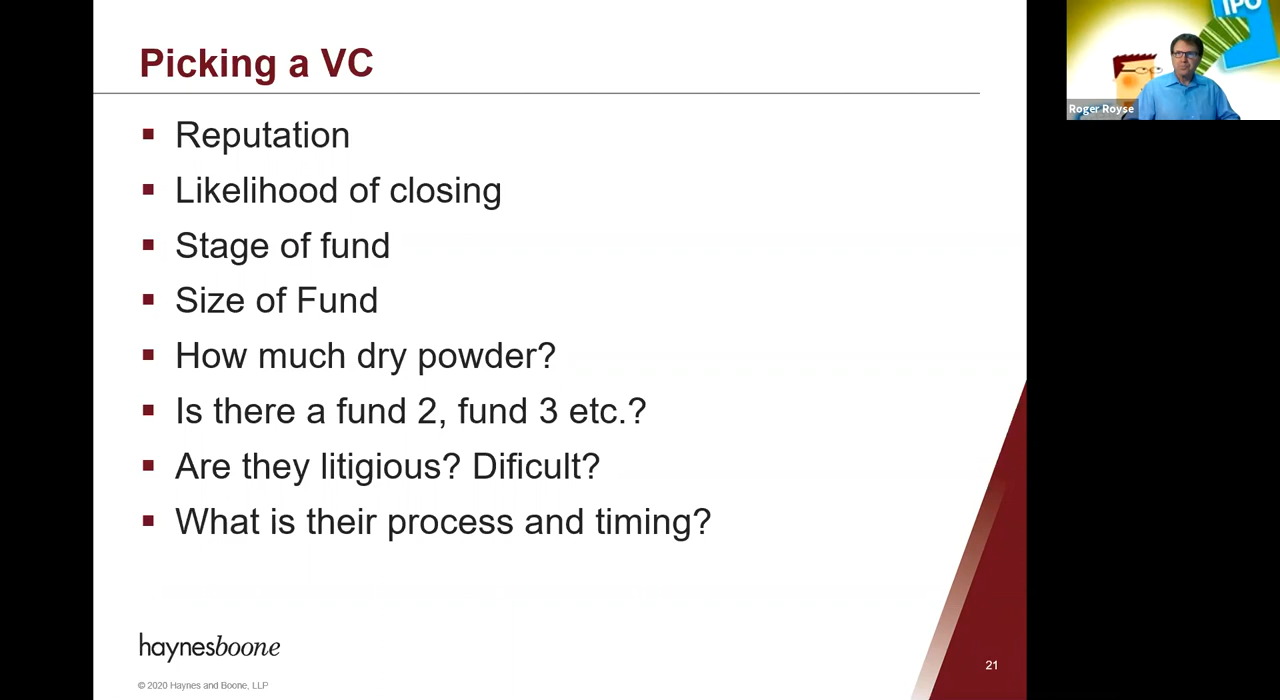 Picking a VC
Reputation
Likelihood of closing
Stage of fund
Size of Fund
How much dry powder?
Is there a fund 2, fund 3 etc.?
Are they litigious? Dificult?
What is their process and timing?
haynesboone
© 2020 Haynes and Boone, LLP
21
IPO
Roger Royse